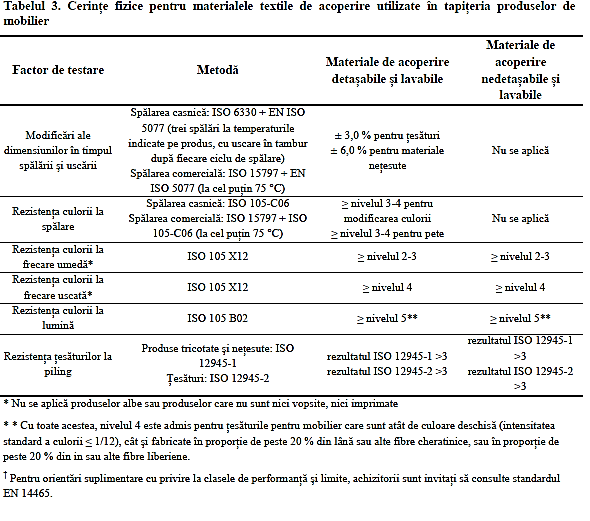 Tabelul 3. Cerințe fizice pentru materialele textile de acoperire utilizate în tapițeria produselor de
mobilier
Factor de testare
Metodă
Materiale de acoperire
detașabile și lavabile
Materiale de
acoperire
nedetașabile și
lavabile
Modificări ale
dimensiunilor în timpul
spălării și uscării
Spălarea casnică: ISO 6330 + EN ISO
5077 (trei spălări la temperaturile
indicate pe produs, cu uscare în tambur
după fiecare ciclu de spălare)
Spălarea comercială: ISO 15797 + EN
ISO 5077 (la cel puțin 75 °C)
± 3,0 % pentru țesături
± 6,0 % pentru materiale
nețesute
Nu se aplică
Rezistența culorii la
spălare
Spălarea casnică: ISO 105-C06
Spălarea comercială: ISO 15797 + ISO
105-C06 (la cel puțin 75 °C)
≥ nivelul 3-4 pentru
modificarea culorii
≥ nivelul 3-4 pentru pete
Nu se aplică
Rezistența culorii la
frecare umedă*
ISO 105 X12
≥ nivelul 2-3
≥ nivelul 2-3
Rezistența culorii la
frecare uscată*
ISO 105 X12
≥ nivelul 4
≥ nivelul 4
Rezistența culorii la
lumină
ISO 105 B02
≥ nivelul 5**
≥ nivelul 5**
Rezistența țesăturilor la
piling
Produse tricotate și nețesute: ISO
12945-1
Țesături: ISO 12945-2
rezultatul ISO 12945-1 >3
rezultatul ISO 12945-2 >3
rezultatul ISO 12945-1
>3
rezultatul ISO 12945-2
>3
* Nu se aplică produselor albe sau produselor care nu sunt nici vopsite, nici imprimate
* * Cu toate acestea, nivelul 4 este admis pentru țesăturile pentru mobilier care sunt atât de culoare deschisă (intensitatea
standard a culorii ≤ 1/12), cât și fabricate în proporție de peste 20 % din lână sau alte fibre cheratinice, sau în proporție de
peste 20 % din in sau alte fibre liberiene.
† Pentru orientări suplimentare cu privire la clasele de performanță și limite, achizitorii sunt invitați să consulte standardul
EN 14465.